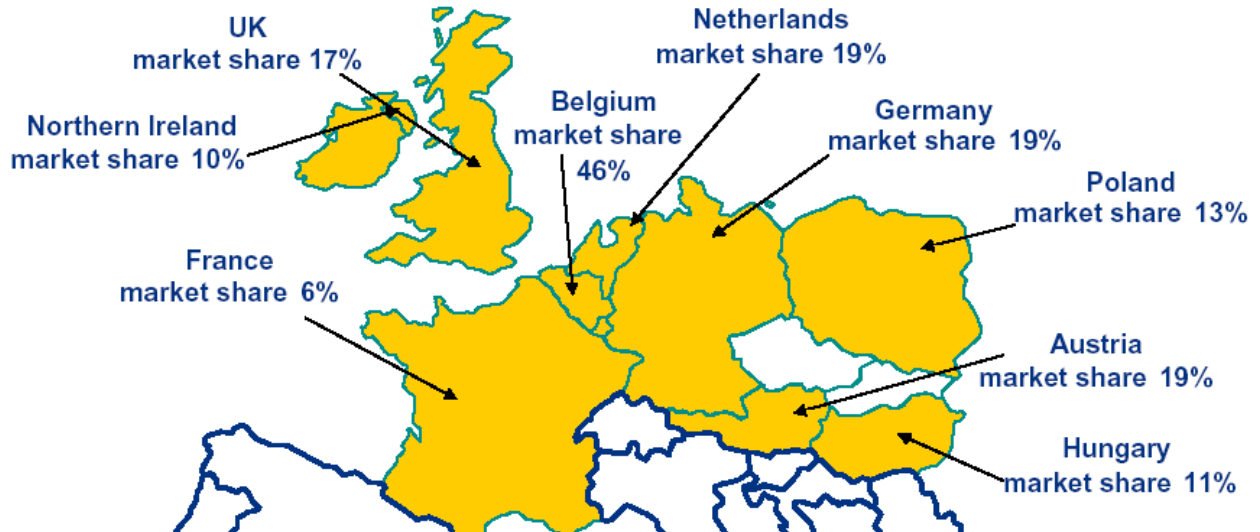 UK
market share 17%
Netherlands
market share 19%
Belgium
market share
46%
Germany
market share 19%
Northern Ireland
market share 10%
Poland
market share 13%
France
market share 6%
Austria
market share 19%
Hungary
market share 11%